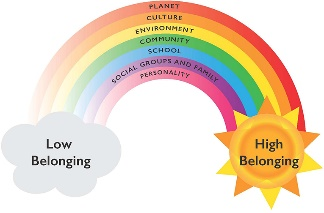 PLANET
CULTURE
ENVIRONMENT
COMMUNITY
SCHOOL
SOCIAL GROUPS AND FAMILY
PERSONALITY
Low
Belonging
High
Belonging